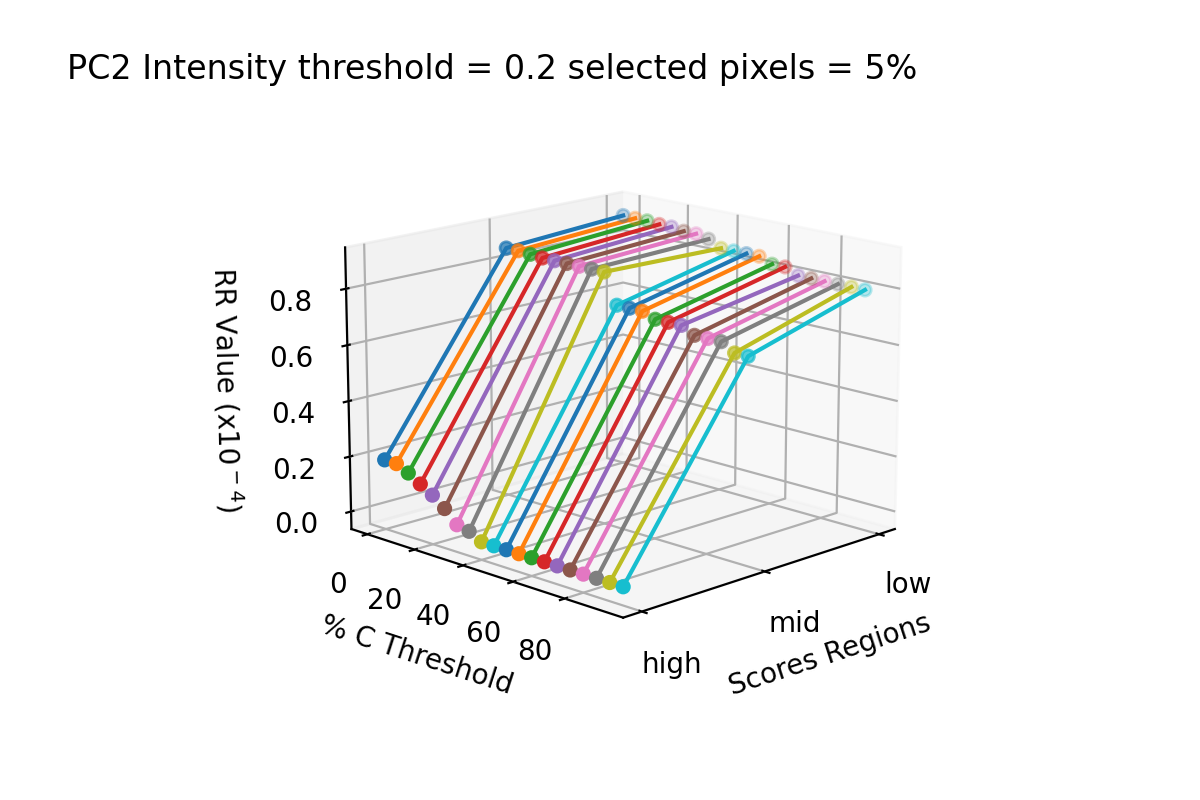 PC2 Intensity threshold = 0.2 selected pixels = 5%
RR Value (x10⁻⁴)
0.8
0.6
0.4
0.2
0.0
0
20
40
60
80
% C Threshold
high
mid
low
Scores Regions